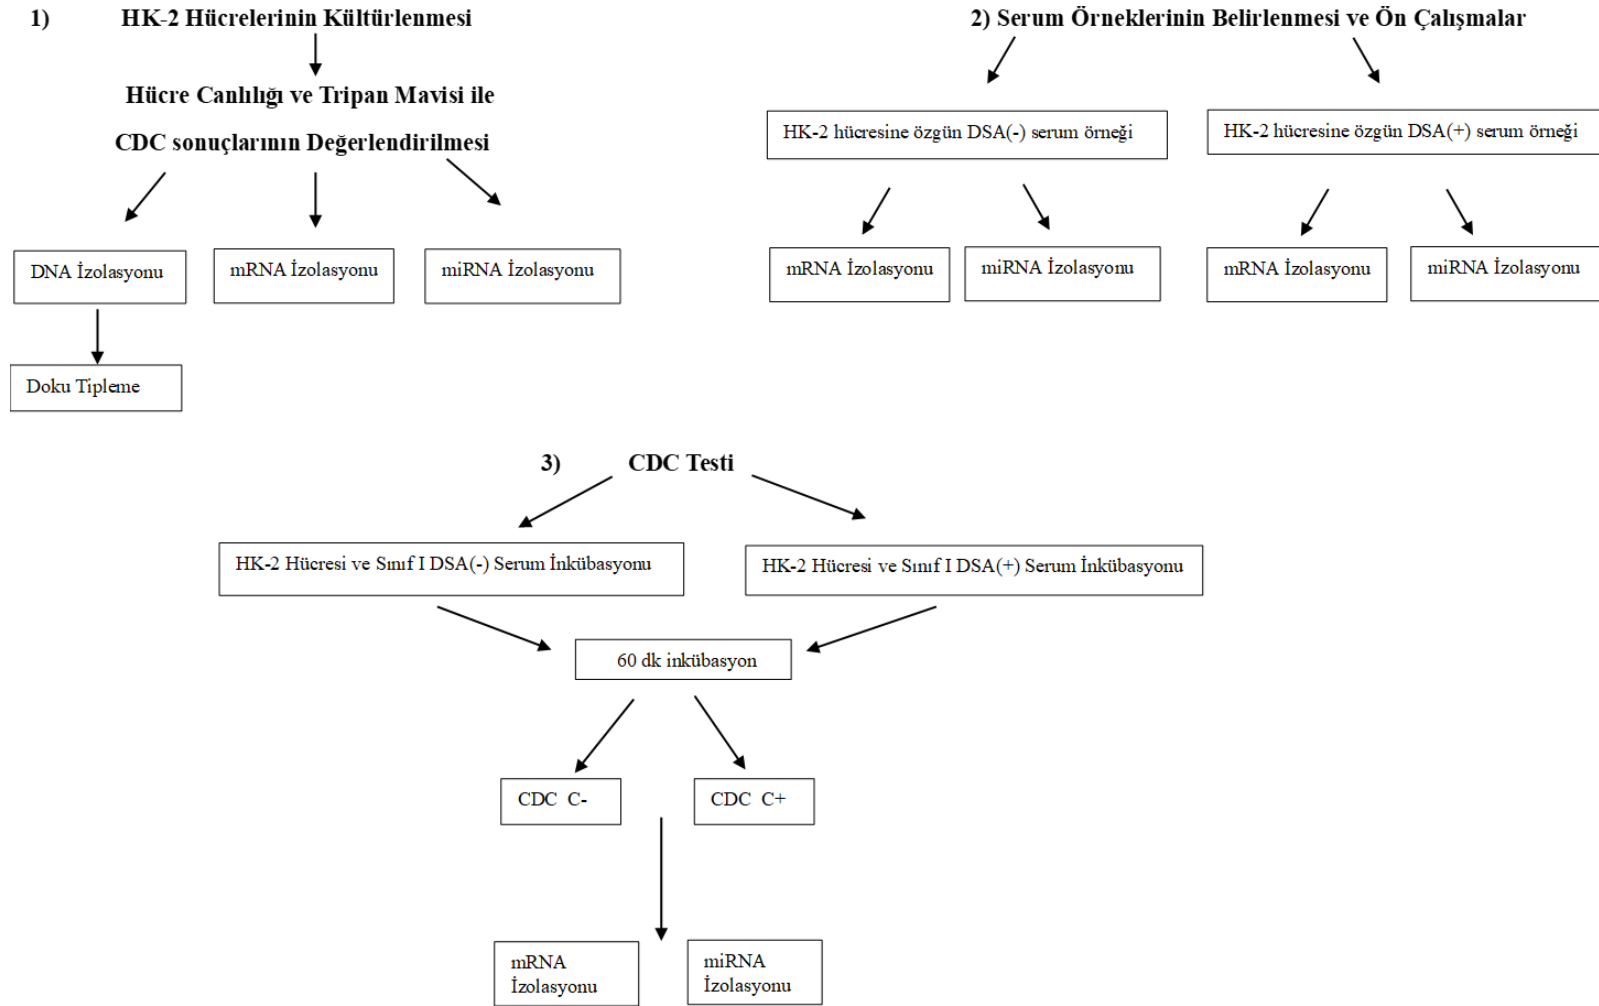 1) HK-2 Hücrelerinin Kültürlenmesi
Hücre Canlılığı ve Tripan Mavisi ile
CDC sonuçlarının Değerlendirilmesi
DNA İzolasyonu
mRNA İzolasyonu
miRNA İzolasyonu
Doku Tipleme
2) Serum Örneklerinin Belirlenmesi ve Ön Çalışmalar
HK-2 hücresine özgün DSA(-) serum örneği
HK-2 hücresine özgün DSA(+) serum örneği
mRNA İzolasyonu
miRNA İzolasyonu
mRNA İzolasyonu
miRNA İzolasyonu
3) CDC Testi
HK-2 Hücresi ve Sınıf I DSA(-) Serum İnkübasyonu
HK-2 Hücresi ve Sınıf I DSA(+) Serum İnkübasyonu
60 dk inkübasyon
CDC C-
CDC C+
mRNA
İzolasyonu
miRNA
İzolasyonu